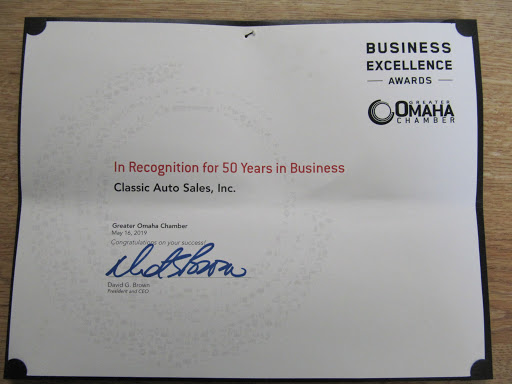 BUSINESS
EXCELLENCE
AWARDS
GREATER
OMAHA
CHAMBER
In Recognition for 50 Years in Business
Classic Auto Sales, Inc.
Greater Omaha Chamber
May 16, 2019
Congratulations on your success!
David G. Brown
President and CEO